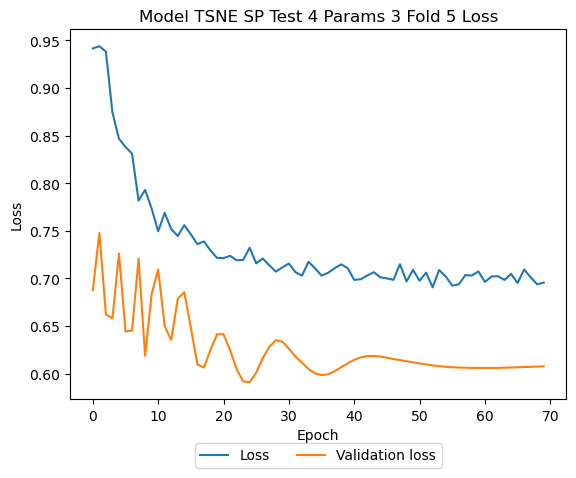 Model TSNE SP Test 4 Params 3 Fold 5 Loss
Loss
0.95
0.90
0.85
0.80
0.75
0.70
0.65
0.60
0 10 20 30 40 50 60 70
Epoch
Loss Validation loss